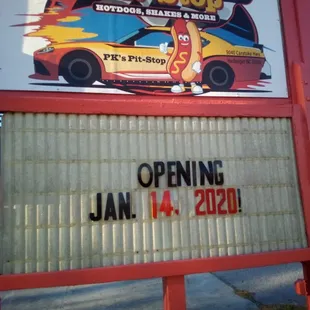 HOTDOGS, SHAKES & MORE
PK's Pit-Stop
OPENING
JAN. 14. 2020!